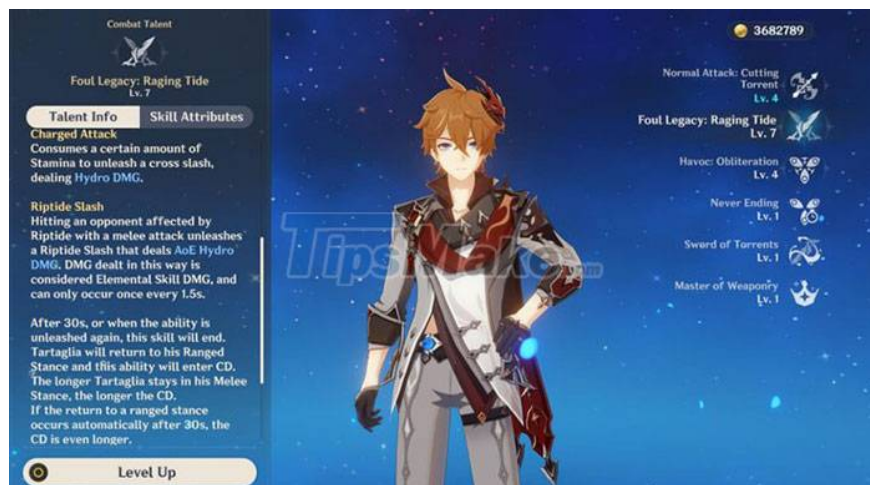 Combat Talent
Foul Legacy: Raging Tide
Lv. 7
Talent Info
Skill Attributes
Charged Attack
Consumes a certain amount of
Stamina to unleash a cross slash,
dealing Hydro DMG.
Riptide Slash
Hitting an opponent affected by
Riptide with a melee attack unleashes
a Riptide Slash that deals AoE Hydro
DMG. DMG dealt in this way is
considered Elemental Skill DMG, and
can only occur once every 1.5s.
After 30s, or when the ability is
unleashed again, this skill will end.
Tartaglia will return to his Ranged
Stance and this ability will enter CD.
The longer Tartaglia stays in his Melee
Stance, the longer the CD.
If the return to a ranged stance
occurs automatically after 30s, the
CD is even longer.
Level Up
TipsMake.com
3682789
Normal Attack: Cutting
Torrent
Lv. 4
Foul Legacy: Raging Tide
Lv. 7
Havoc: Obliteration
Lv. 4
Never Ending
Lv. 1
Sword of Torrents
Lv. 1
Master of Weaponry
Lv. 1